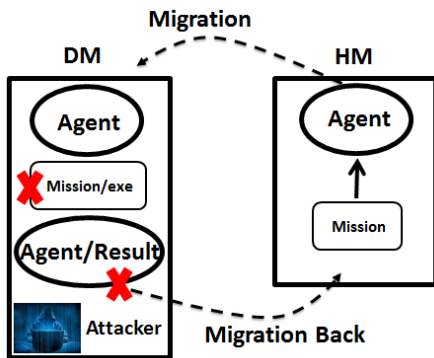 Migration
DM
HM
Agent
Agent
Mission/exe
Mission
Agent/Result
Attacker
Migration Back